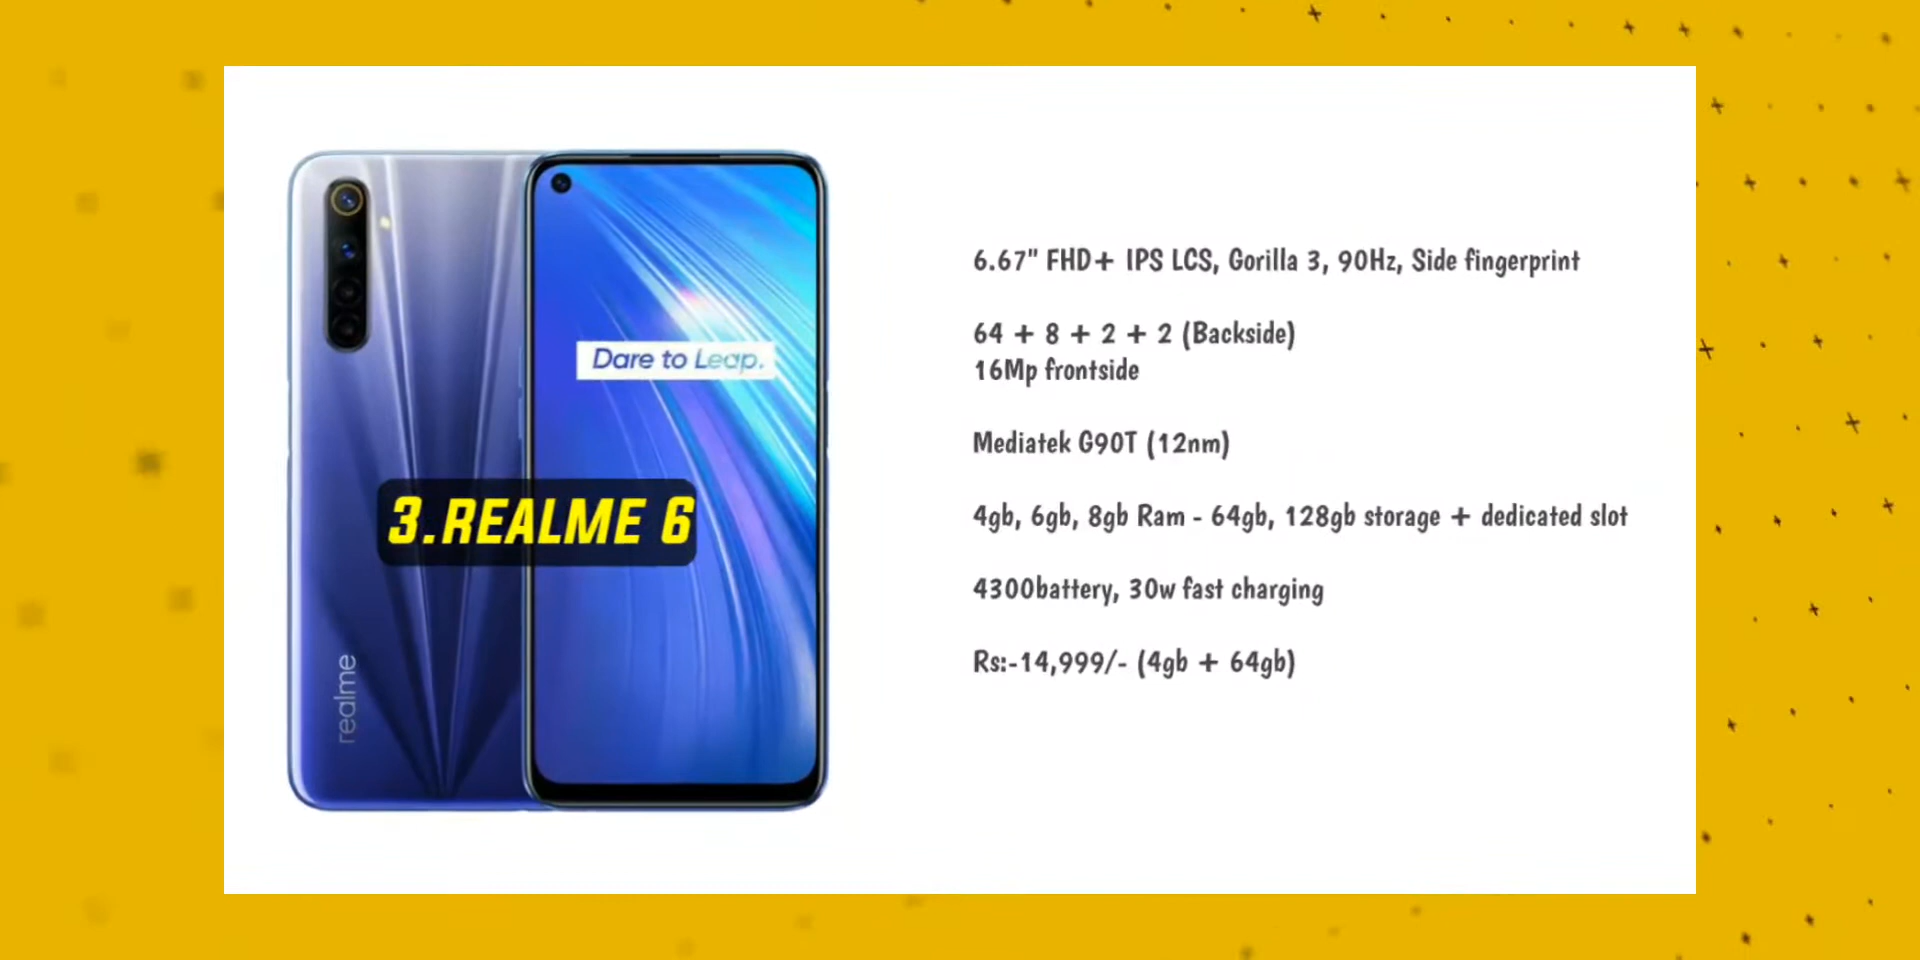 Dare to Leap.
3.REALME 6
realme
6.67" FHD+ IPS LCS, Gorilla 3, 90Hz, Side fingerprint
64 + 8 + 2 + 2 (Backside)
16Mp frontside
Mediatek G90T (12nm)
4gb, 6gb, 8gb Ram - 64gb, 128gb storage + dedicated slot
4300battery, 30w fast charging
Rs:-14,999/- (4gb + 64gb)